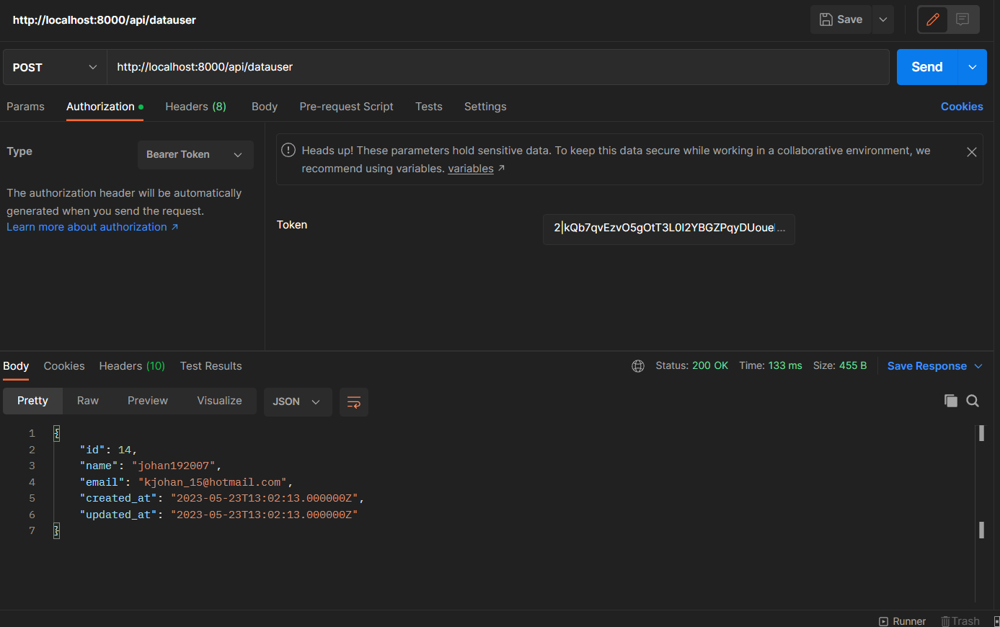 http://localhost:8000/api/datauser
Save
POST
http://localhost:8000/api/datauser
Send
Params
Authorization
Headers (8)
Body
Pre-request Script
Tests
Settings
Cookies
Type
Bearer Token
Heads up! These parameters hold sensitive data. To keep this data secure while working in a collaborative environment, we
recommend using variables. variables ↗
The authorization header will be automatically
generated when you send the request.
Learn more about authorization ↗
Token
2|kQb7qvEzvO5gOtT3L0l2YBGZPqyDUoue...
Body
Cookies
Headers (10)
Test Results
Status: 200 OK
Time: 133 ms
Size: 455 B
Save Response
Pretty
Raw
Preview
Visualize
JSON
1 {
2 "id": 14,
3 "name": "johan192007",
4 "email": "kjohan_15@hotmail.com",
5 "created_at": "2023-05-23T13:02:13.000000Z",
6 "updated_at": "2023-05-23T13:02:13.000000Z"
7 }
Runner
Trash